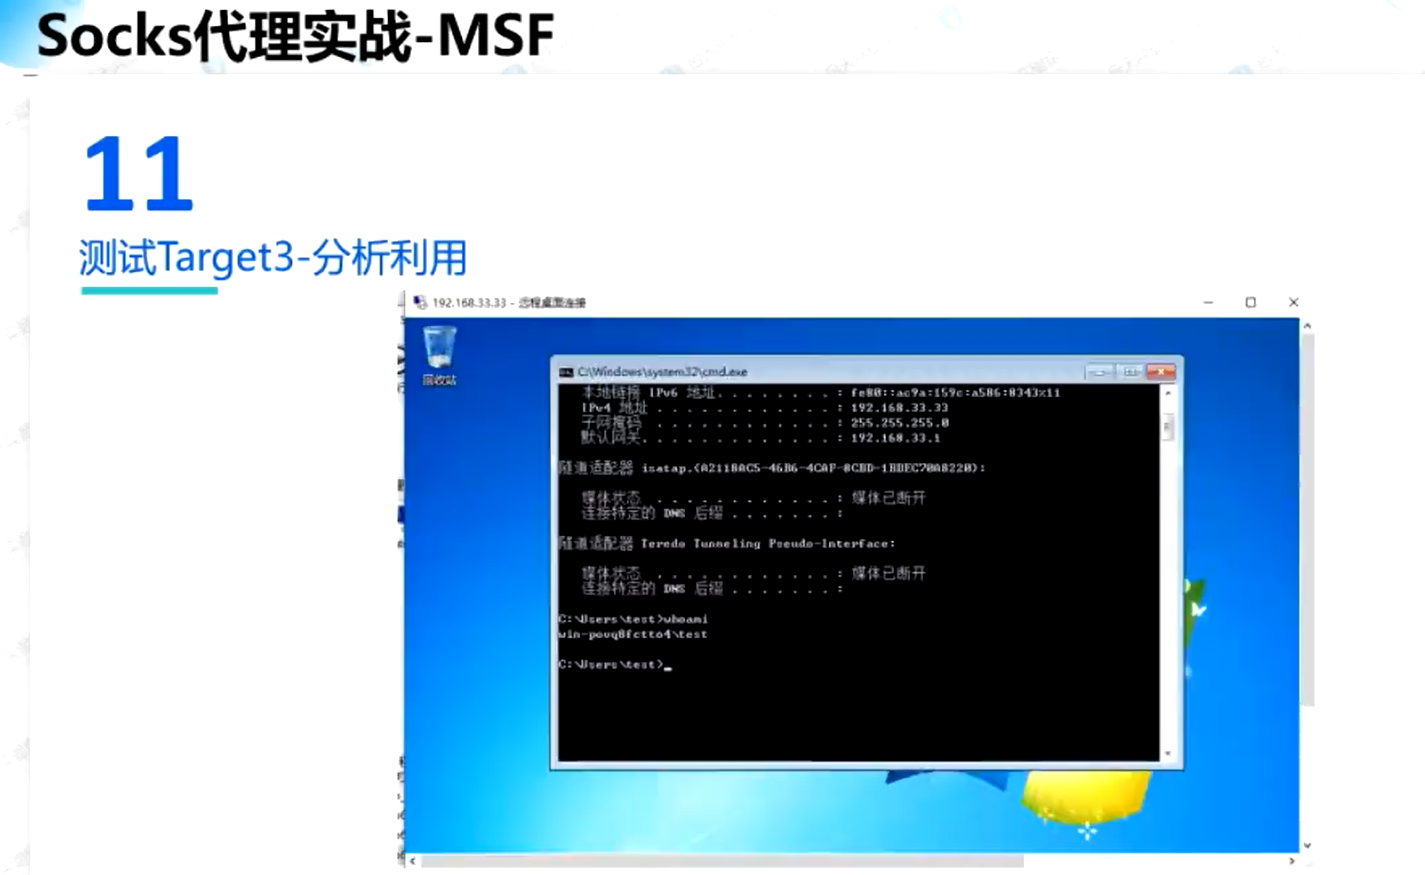 Socks代理实战-MSF
11
测试Target3-分析利用
192.168.33.33 - 远程桌面连接
回收站
C:\Windows\system32\cmd.exe
本地链接 IPv6 地址. . . . . . . . : fe80::ac9a:159c:a586:8343%11
IPv4 地址 . . . . . . . . . . . . : 192.168.33.33
子网掩码 . . . . . . . . . . . . : 255.255.255.0
默认网关. . . . . . . . . . . . . : 192.168.33.1
隧道适配器 isatap.{A2118AC5-46B6-4CAF-8CBD-1BDEC70A8220}:
媒体状态 . . . . . . . . . . . . : 媒体已断开
连接特定的 DNS 后缀 . . . . . . . :
隧道适配器 Teredo Tunneling Pseudo-Interface:
媒体状态 . . . . . . . . . . . . : 媒体已断开
连接特定的 DNS 后缀 . . . . . . . :
C:\Users\test>whoami
win-povq8fctto4\test
C:\Users\test>_